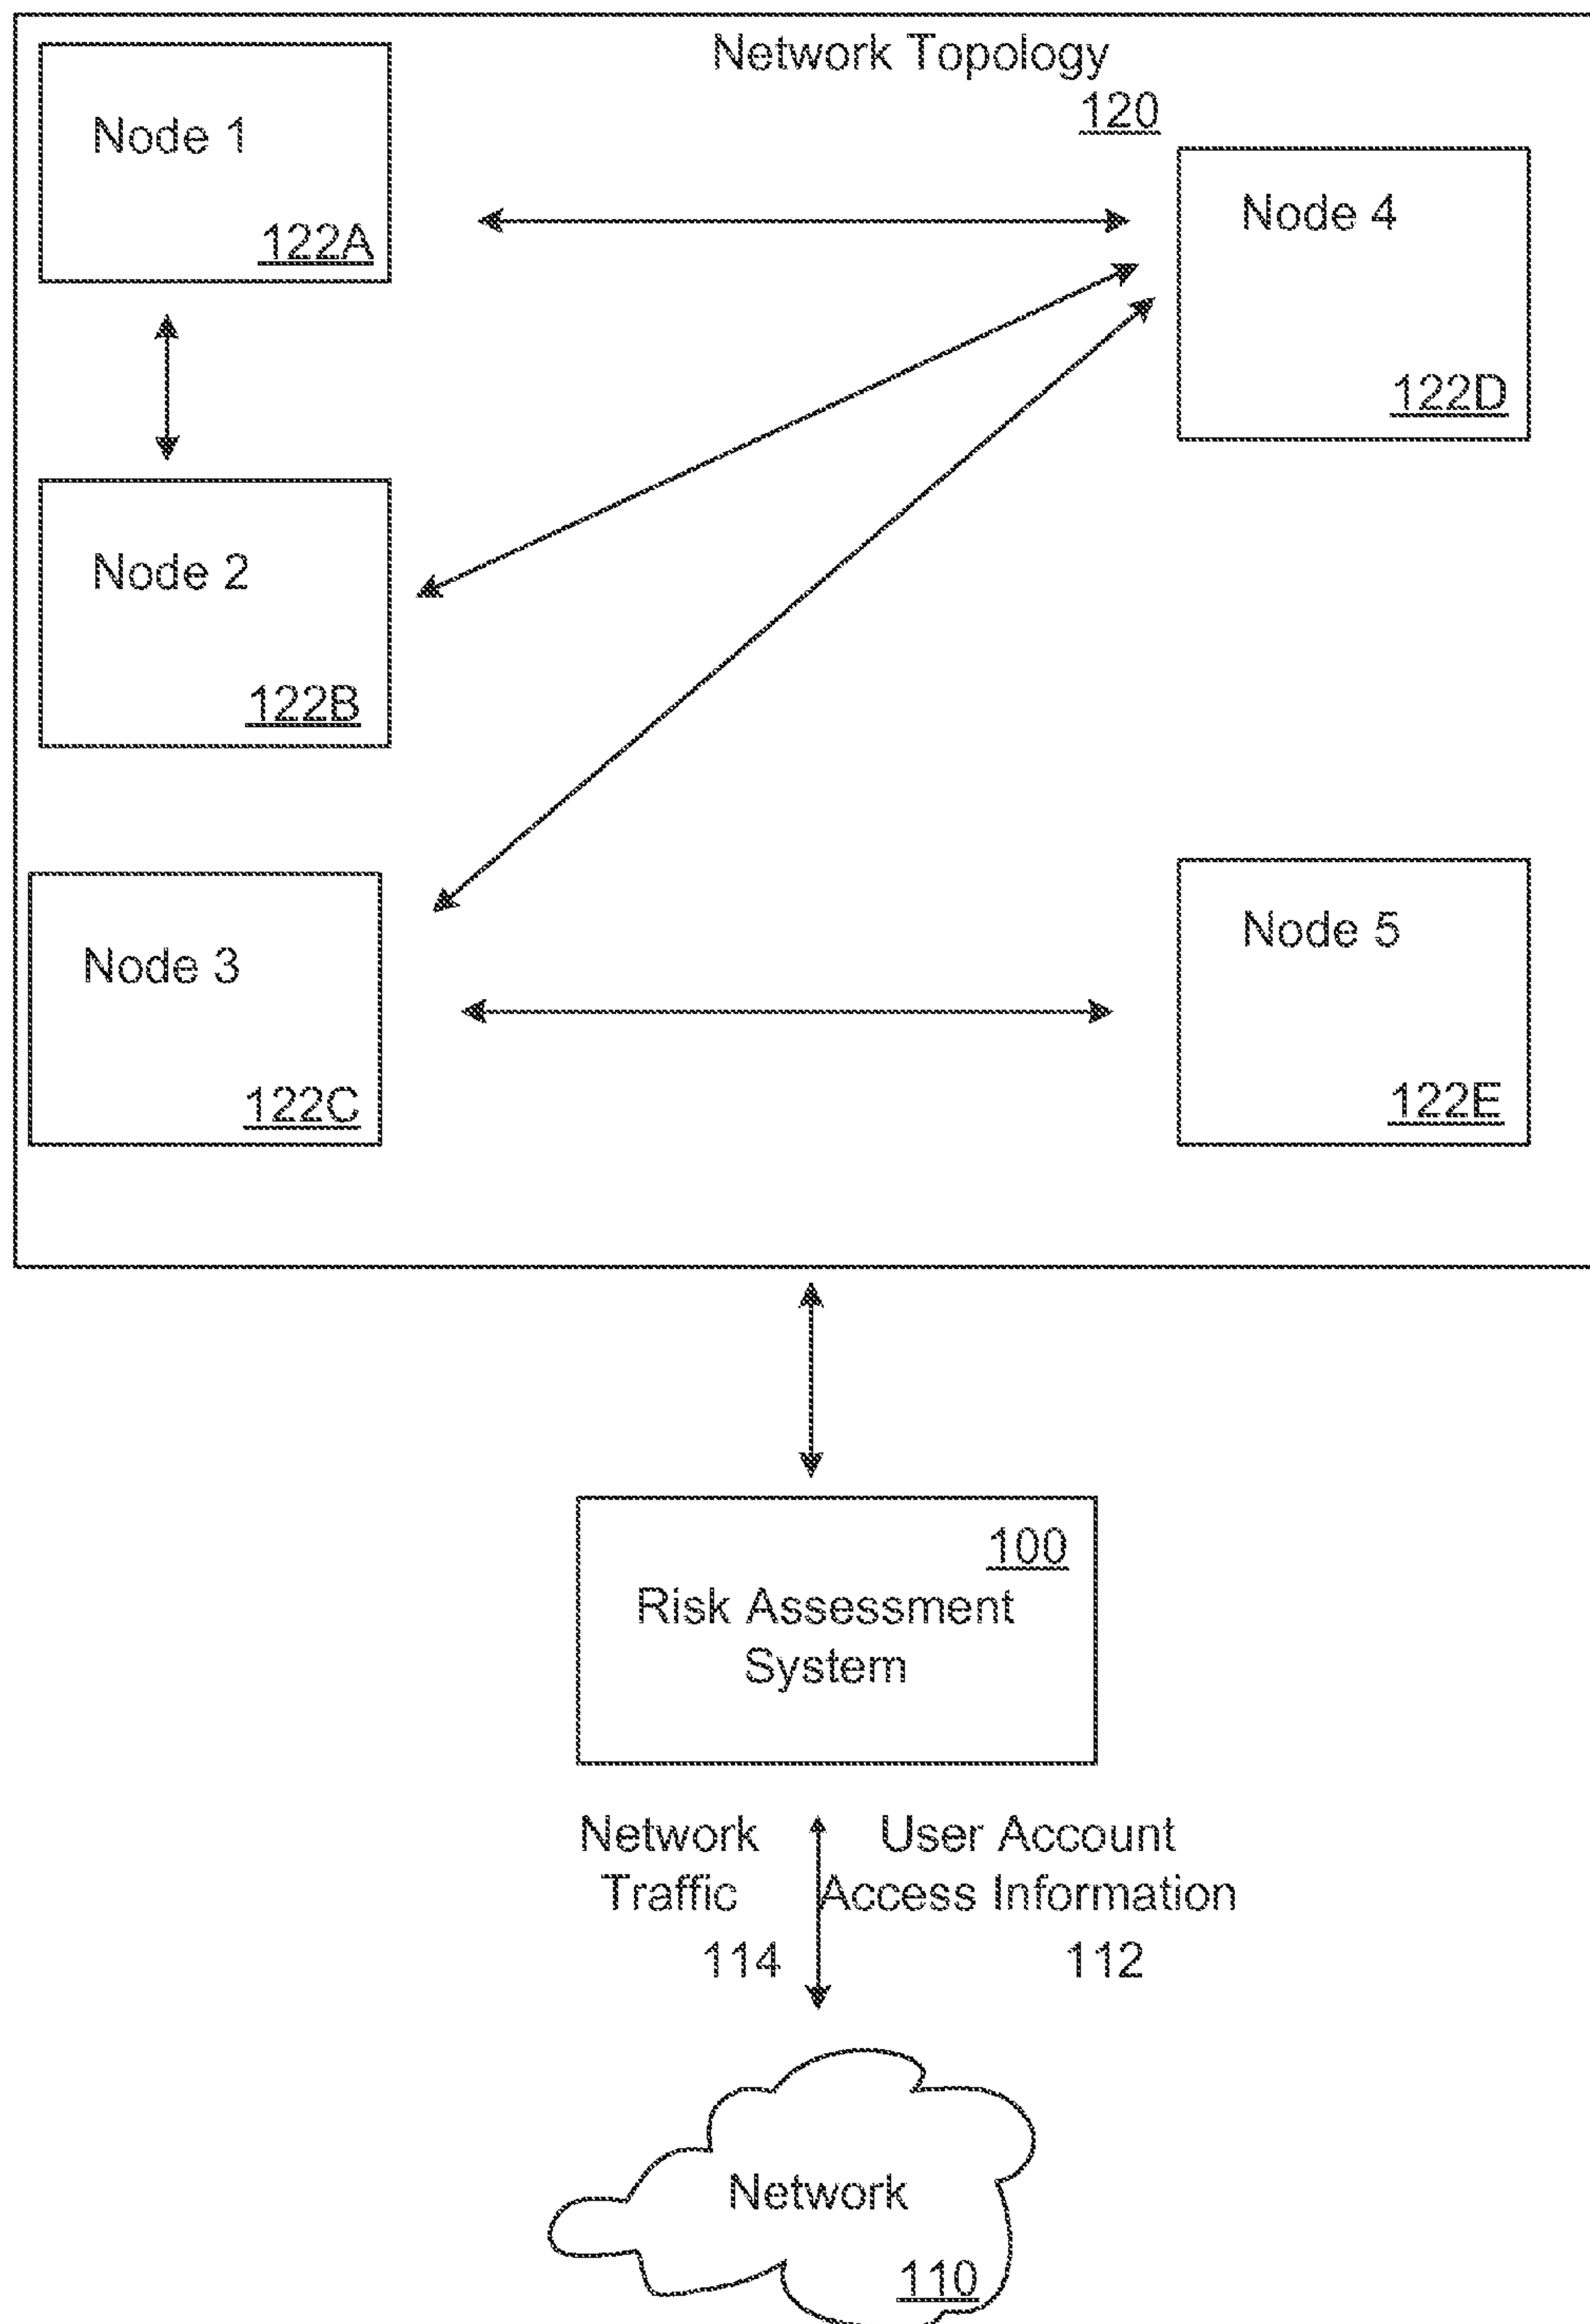 Network Topology
120
Node 1
122A
Node 4
122D
Node 2
122B
Node 3
122C
Node 5
122E
100
Risk Assessment
System
Network
Traffic
114
User Account
Access Information
112
Network
110